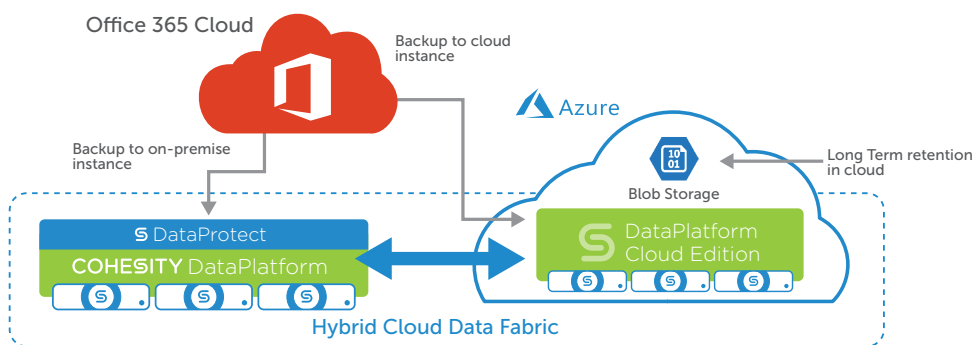 Office 365 Cloud
Backup to cloud
instance
Azure
Backup to on-premise
instance
10
01
Long Term retention
in cloud
Blob Storage
S DataProtect
COHESITY DataPlatform
S DataPlatform
Cloud Edition
S S S
S S S
Hybrid Cloud Data Fabric